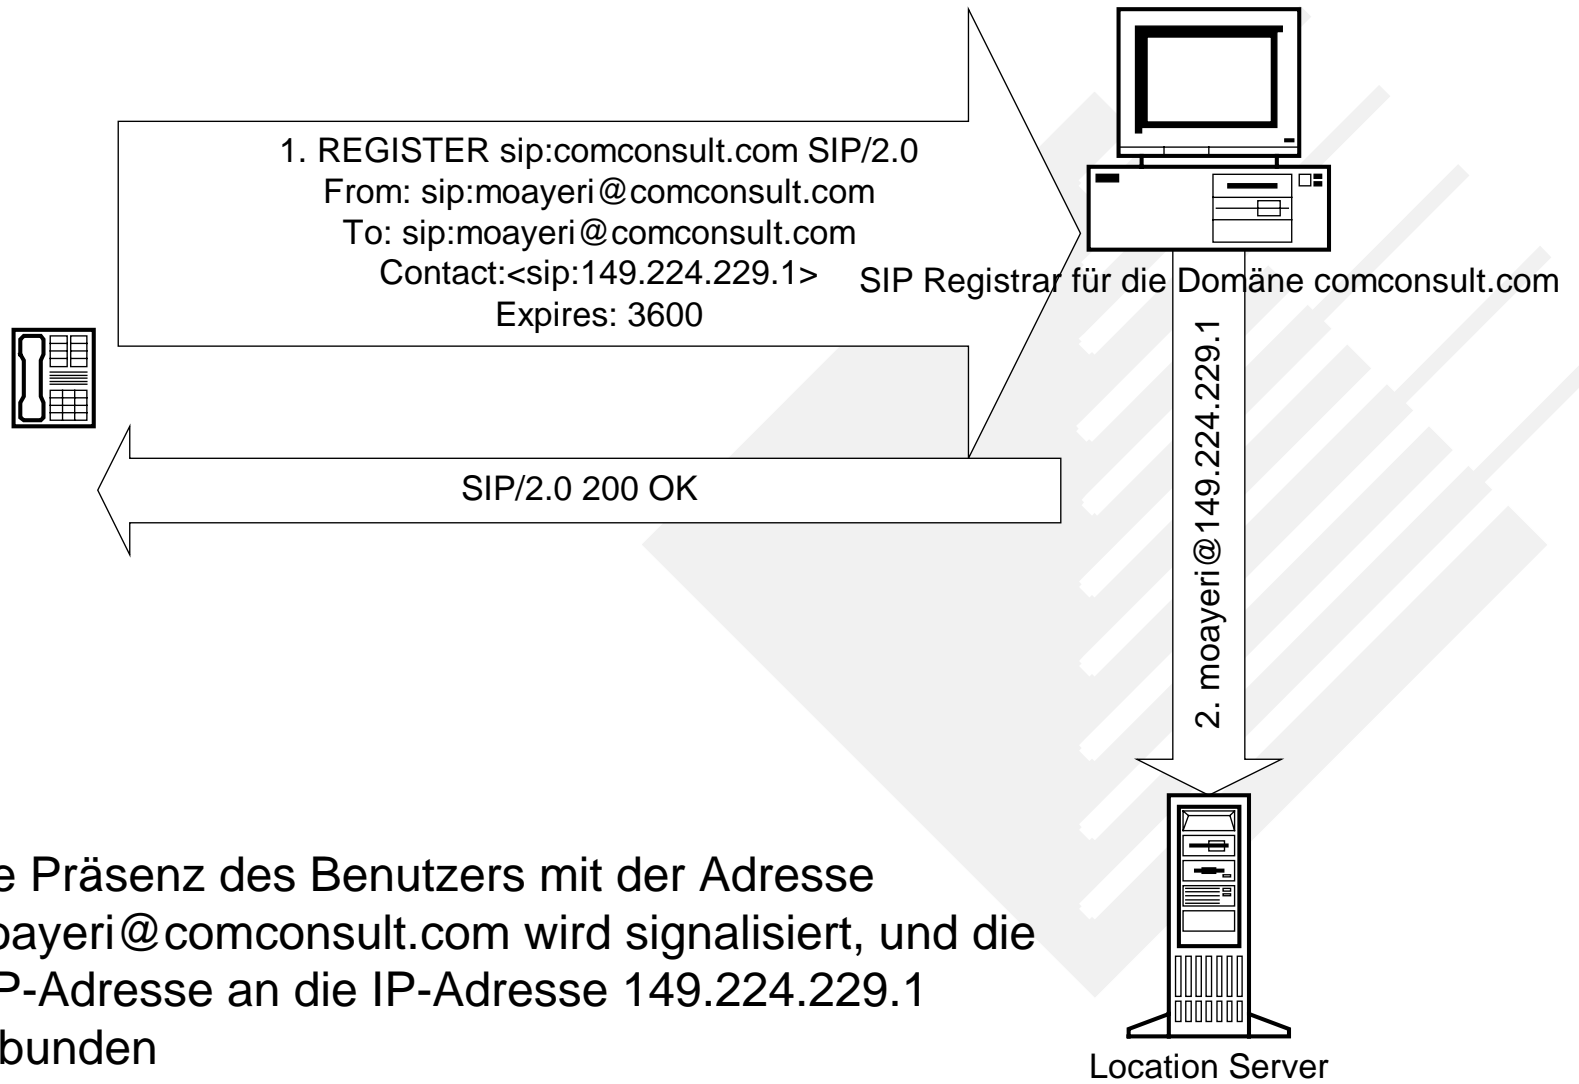 1. REGISTER sip:comconsult.com SIP/2.0
From: sip:moayeri@comconsult.com
To: sip:moayeri@comconsult.com
Contact:<sip:149.224.229.1>
Expires: 3600
SIP Registrar für die Domäne comconsult.com
SIP/2.0 200 OK
2. moayeri@149.224.229.1
e Präsenz des Benutzers mit der Adresse
oayeri@comconsult.com wird signalisiert, und die
P-Adresse an die IP-Adresse 149.224.229.1
bunden
Location Server